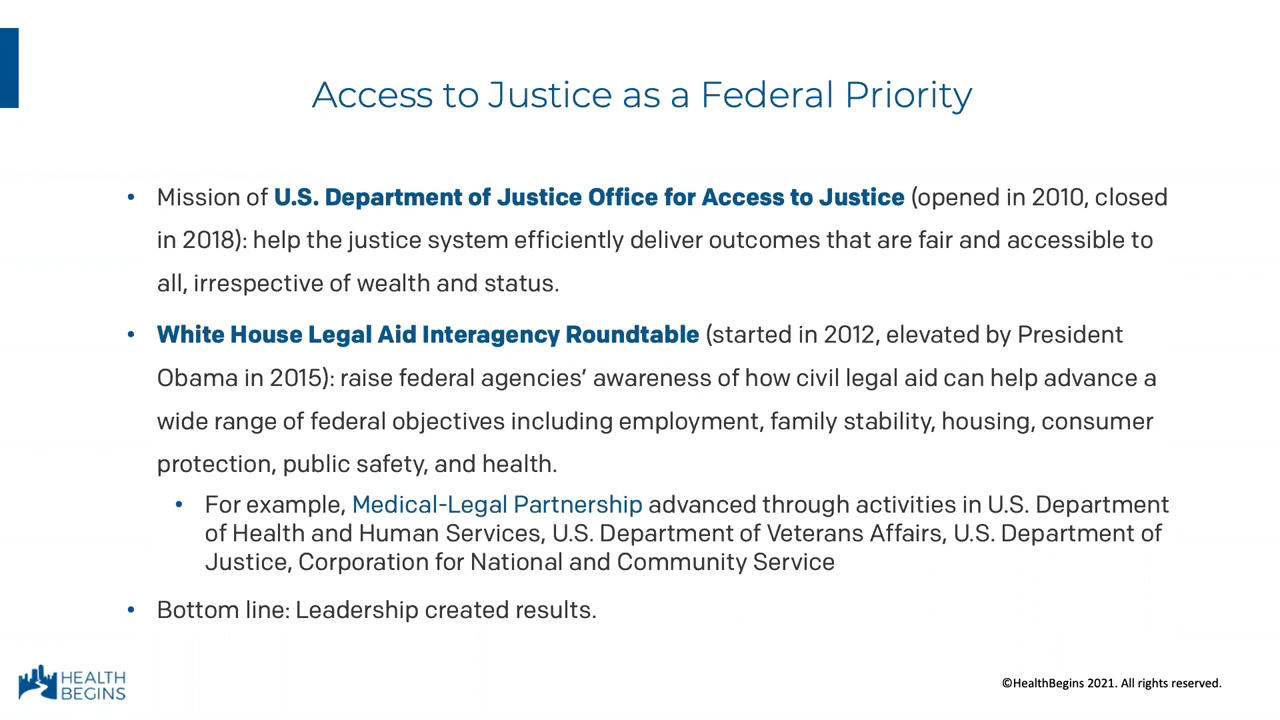 Access to Justice as a Federal Priority
• Mission of U.S. Department of Justice Office for Access to Justice (opened in 2010, closed
in 2018): help the justice system efficiently deliver outcomes that are fair and accessible to
all, irrespective of wealth and status.
• White House Legal Aid Interagency Roundtable (started in 2012, elevated by President
Obama in 2015): raise federal agencies’ awareness of how civil legal aid can help advance a
wide range of federal objectives including employment, family stability, housing, consumer
protection, public safety, and health.
• For example, Medical-Legal Partnership advanced through activities in U.S. Department
of Health and Human Services, U.S. Department of Veterans Affairs, U.S. Department of
Justice, Corporation for National and Community Service
• Bottom line: Leadership created results.
HEALTH
BEGINS
©HealthBegins 2021. All rights reserved.